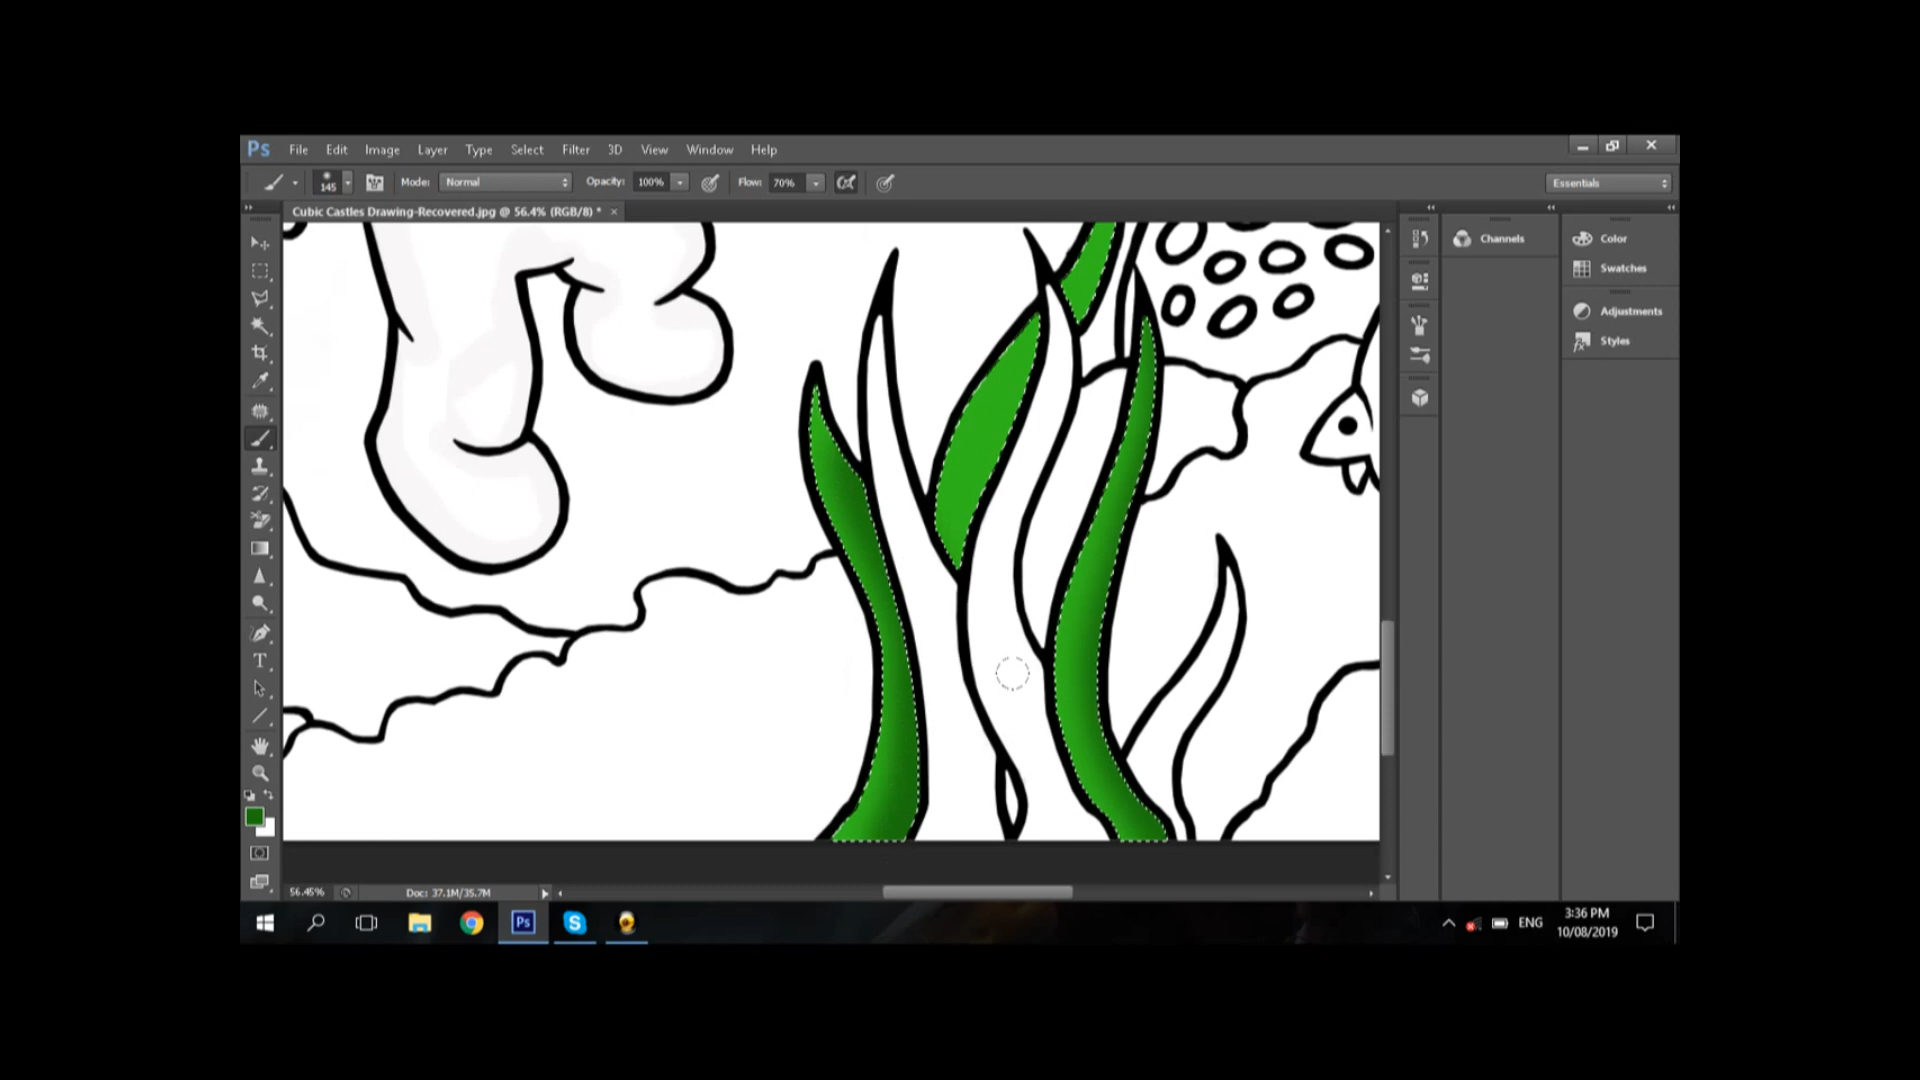 Ps File Edit Image Layer Type Select Filter 3D View Window Help
145 Mode: Normal Opacity: 100% Flow: 70% Essentials
Cubic Castles Drawing-Recovered.jpg @ 56.4% (RGB/8) * ×
Channels
Color
Swatches
Adjustments
Styles
56.45% Doc: 37.1M/35.7M
Ps S ENG
3:36 PM
10/08/2019